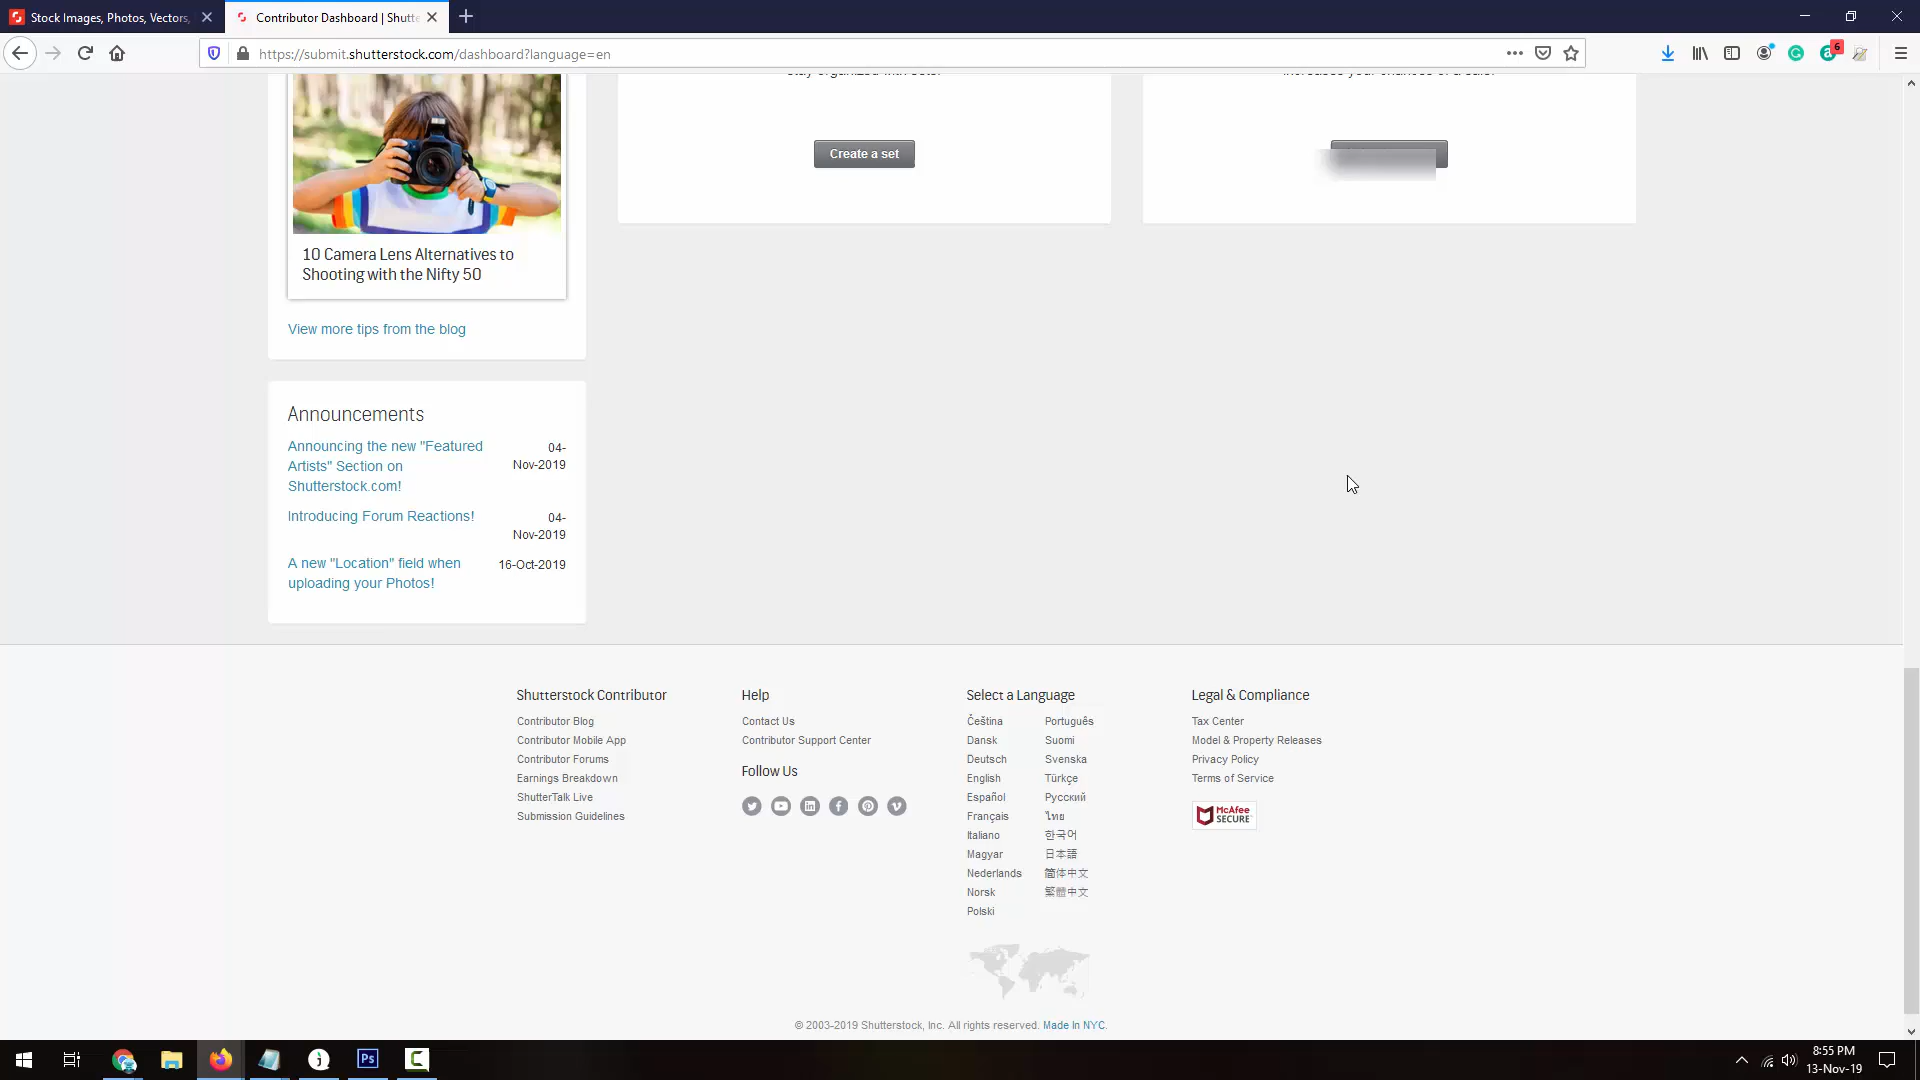 Stock Images, Photos, Vectors,
Contributor Dashboard | Shutte
https://submit.shutterstock.com/dashboard?language=en
6
Create a set
10 Camera Lens Alternatives to
Shooting with the Nifty 50
View more tips from the blog
Announcements
Announcing the new "Featured
Artists" Section on
Shutterstock.com!
04-
Nov-2019
Introducing Forum Reactions!
04-
Nov-2019
A new "Location" field when
uploading your Photos!
16-Oct-2019
Shutterstock Contributor
Contributor Blog
Contributor Mobile App
Contributor Forums
Earnings Breakdown
ShutterTalk Live
Submission Guidelines
Help
Contact Us
Contributor Support Center
Follow Us
Select a Language
Čeština
Dansk
Deutsch
English
Español
Français
Italiano
Magyar
Nederlands
Norsk
Polski
Português
Suomi
Svenska
Türkçe
Русский
ไทย
한국어
日本語
简体中文
繁體中文
Legal & Compliance
Tax Center
Model & Property Releases
Privacy Policy
Terms of Service
McAfee
SECURE
© 2003-2019 Shutterstock, Inc. All rights reserved. Made In NYC.
Ps
8:55 PM
13-Nov-19